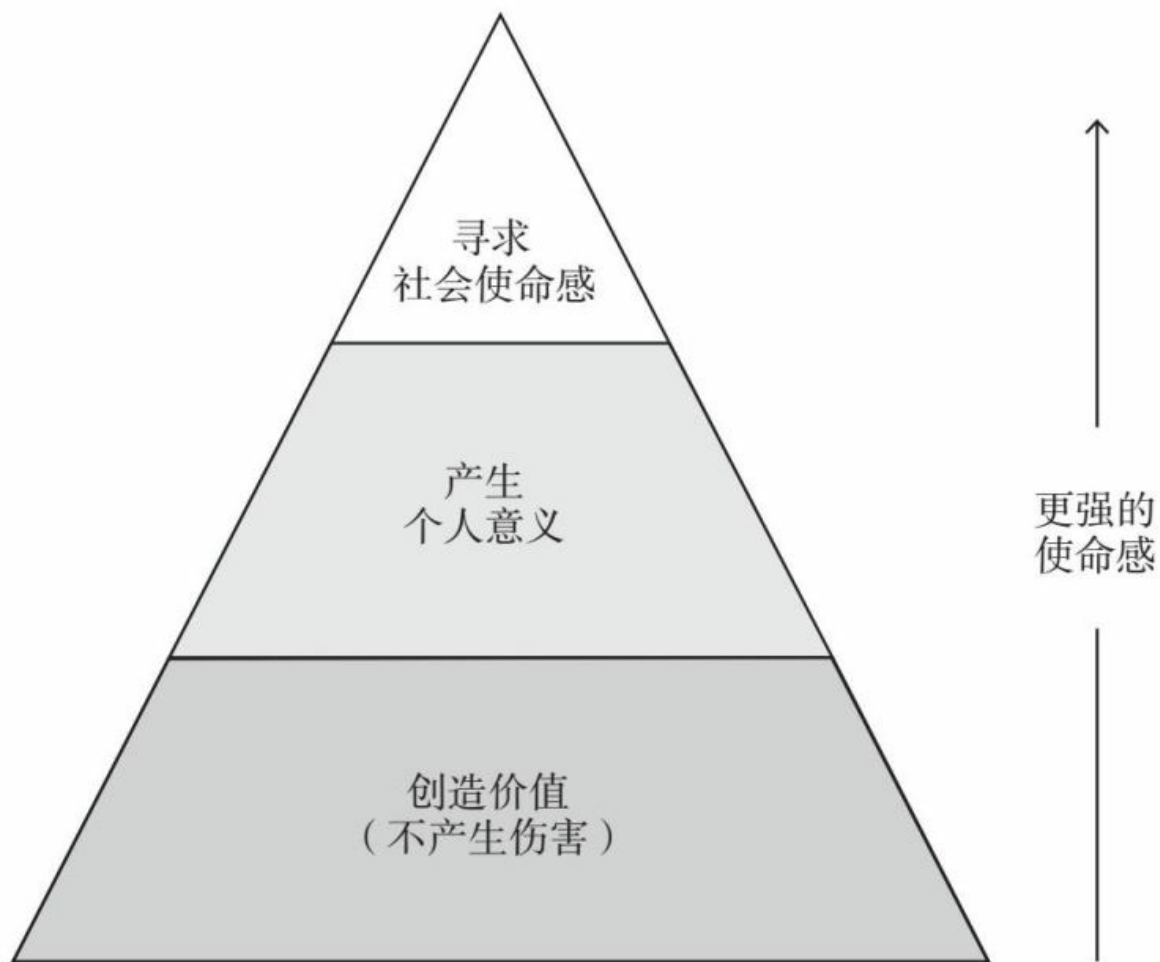 寻求
社会使命感
产生
个人意义
更强的
使命感
创造价值
（不产生伤害）